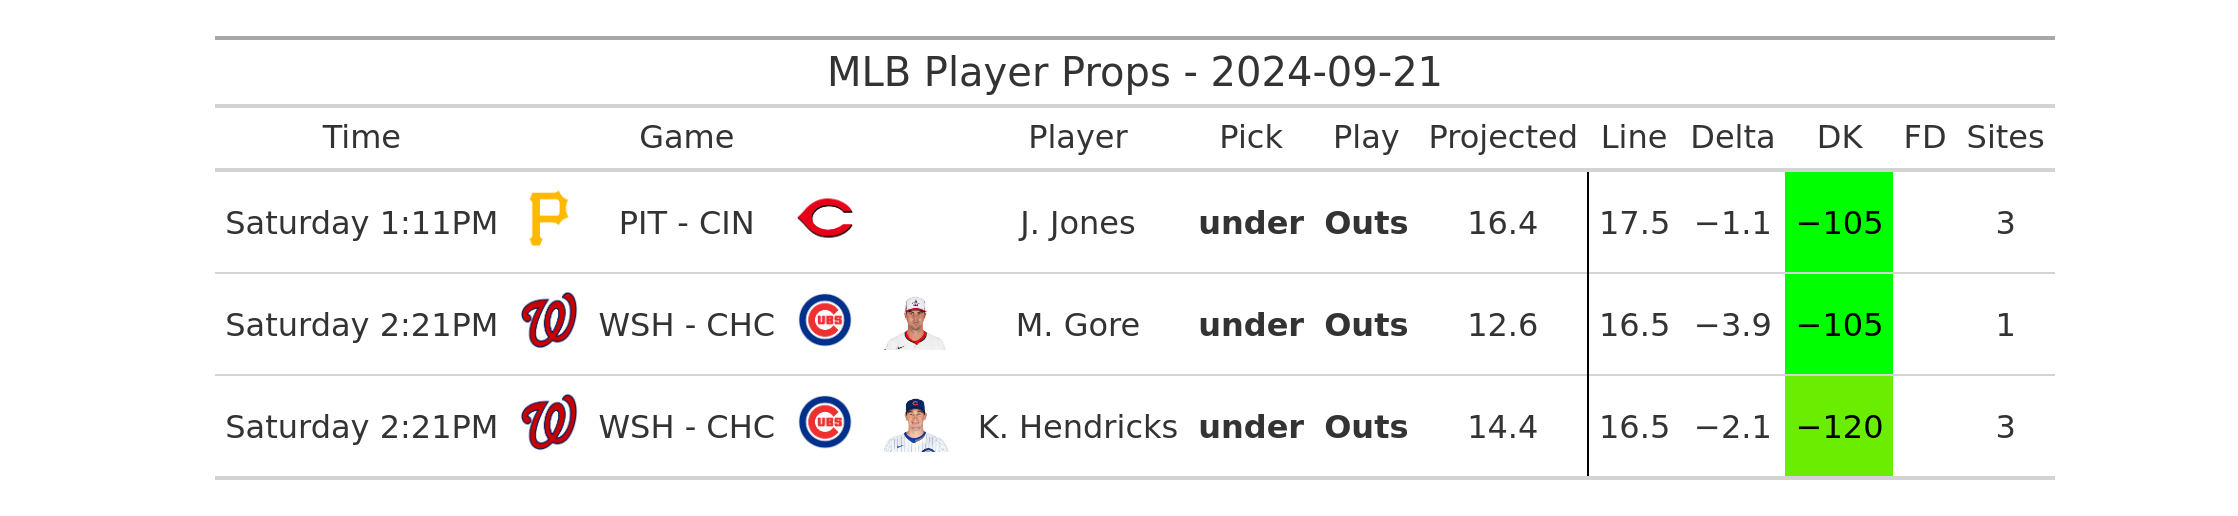 MLB Player Props - 2024-09-21
Time Game Player Pick Play Projected Line Delta DK FD Sites
Saturday 1:11PM PIT - CIN J. Jones under Outs 16.4 17.5 −1.1 −105 3
Saturday 2:21PM WSH - CHC M. Gore under Outs 12.6 16.5 −3.9 −105 1
Saturday 2:21PM WSH - CHC K. Hendricks under Outs 14.4 16.5 −2.1 −120 3